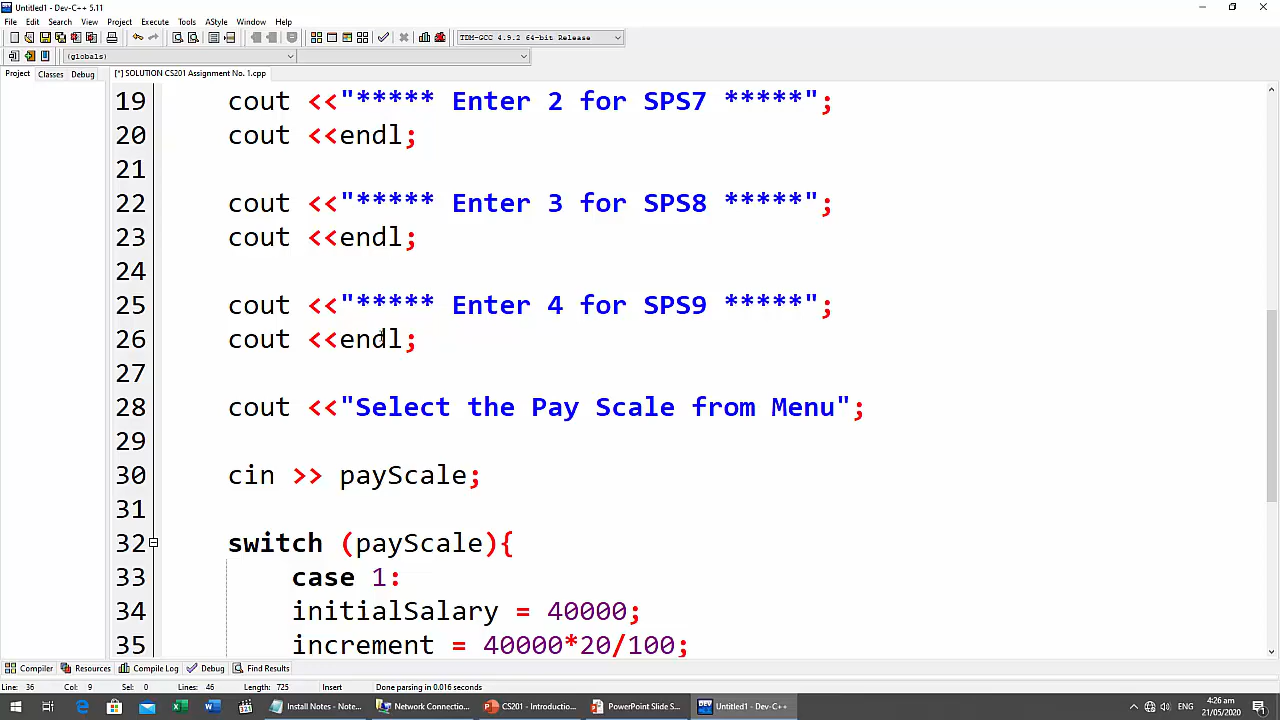 Untitled1 - Dev-C++ 5.11
File Edit Search View Project Execute Tools AStyle Window Help
TDM-GCC 4.9.2 64-bit Release
(globals)
Project Classes Debug [*] SOLUTION CS201 Assignment No. 1.cpp
19 cout <<"***** Enter 2 for SPS7 *****";
20 cout <<endl;
21
22 cout <<"***** Enter 3 for SPS8 *****";
23 cout <<endl;
24
25 cout <<"***** Enter 4 for SPS9 *****";
26 cout <<endl;
27
28 cout <<"Select the Pay Scale from Menu";
29
30 cin >> payScale;
31
32 switch (payScale){
33 case 1:
34 initialSalary = 40000;
35 increment = 40000*20/100;
Compiler Resources Compile Log Debug Find Results
Line: 36 Col: 9 Sel: 0 Lines: 46 Length: 725 Insert Done parsing in 0.016 seconds
Install Notes - Note... Network Connectio... CS201 - Introductio... PowerPoint Slide S... Untitled1 - Dev-C++ 4:26 am
21/05/2020